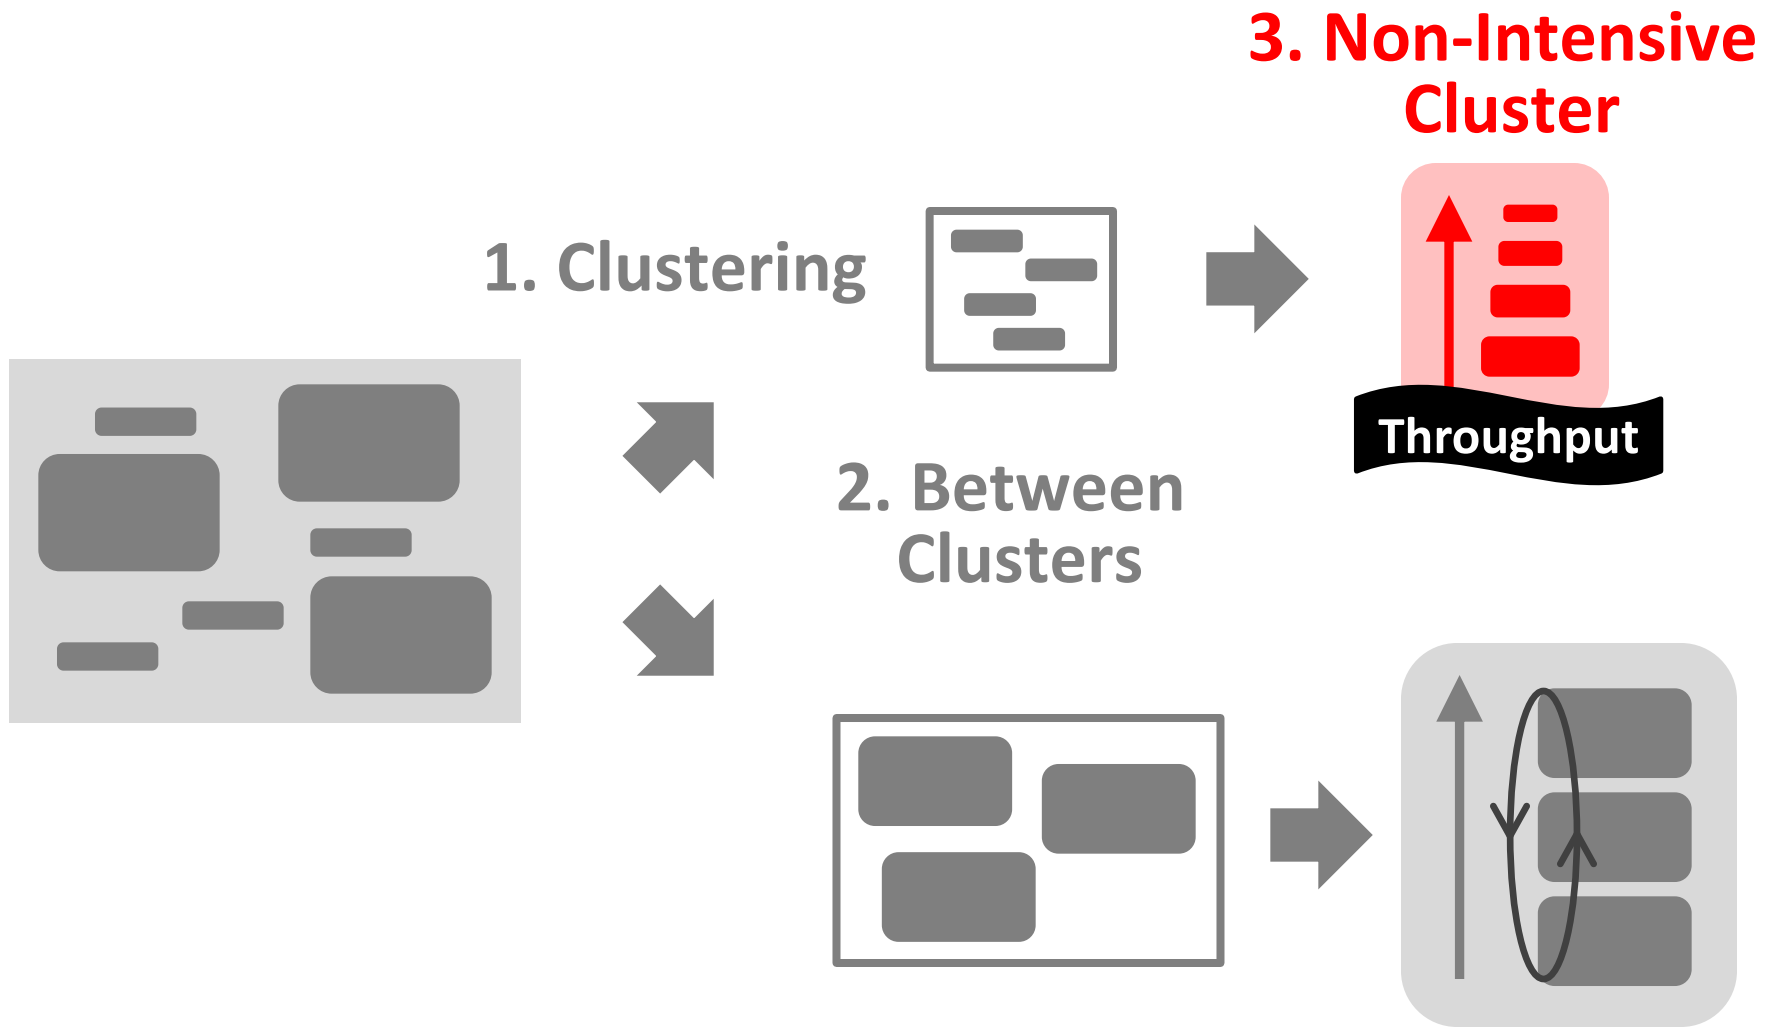 3. Non-Intensive
Cluster
1. Clustering
Throughput
2. Between
Clusters